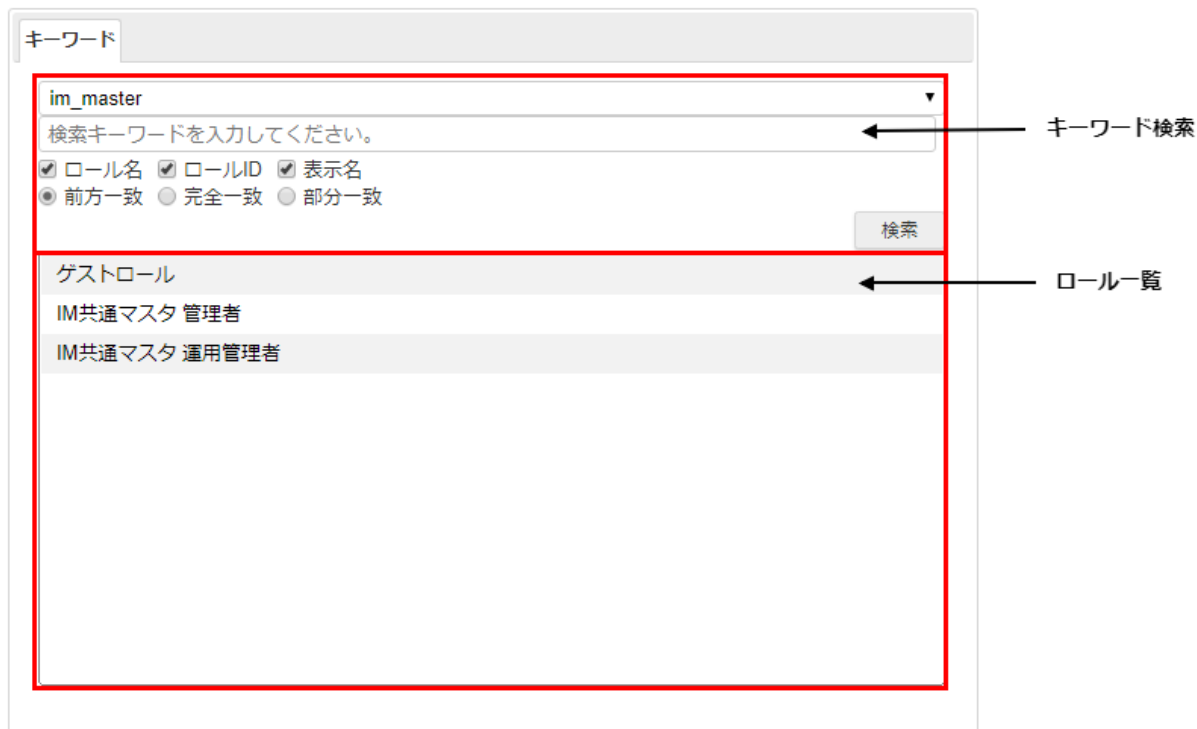 キーワード
im_master
検索キーワードを入力してください。
キーワード検索
ロール名 ロールID 表示名
前方一致 完全一致 部分一致
検索
ゲストロール
ロール一覧
IM共通マスタ 管理者
IM共通マスタ 運用管理者